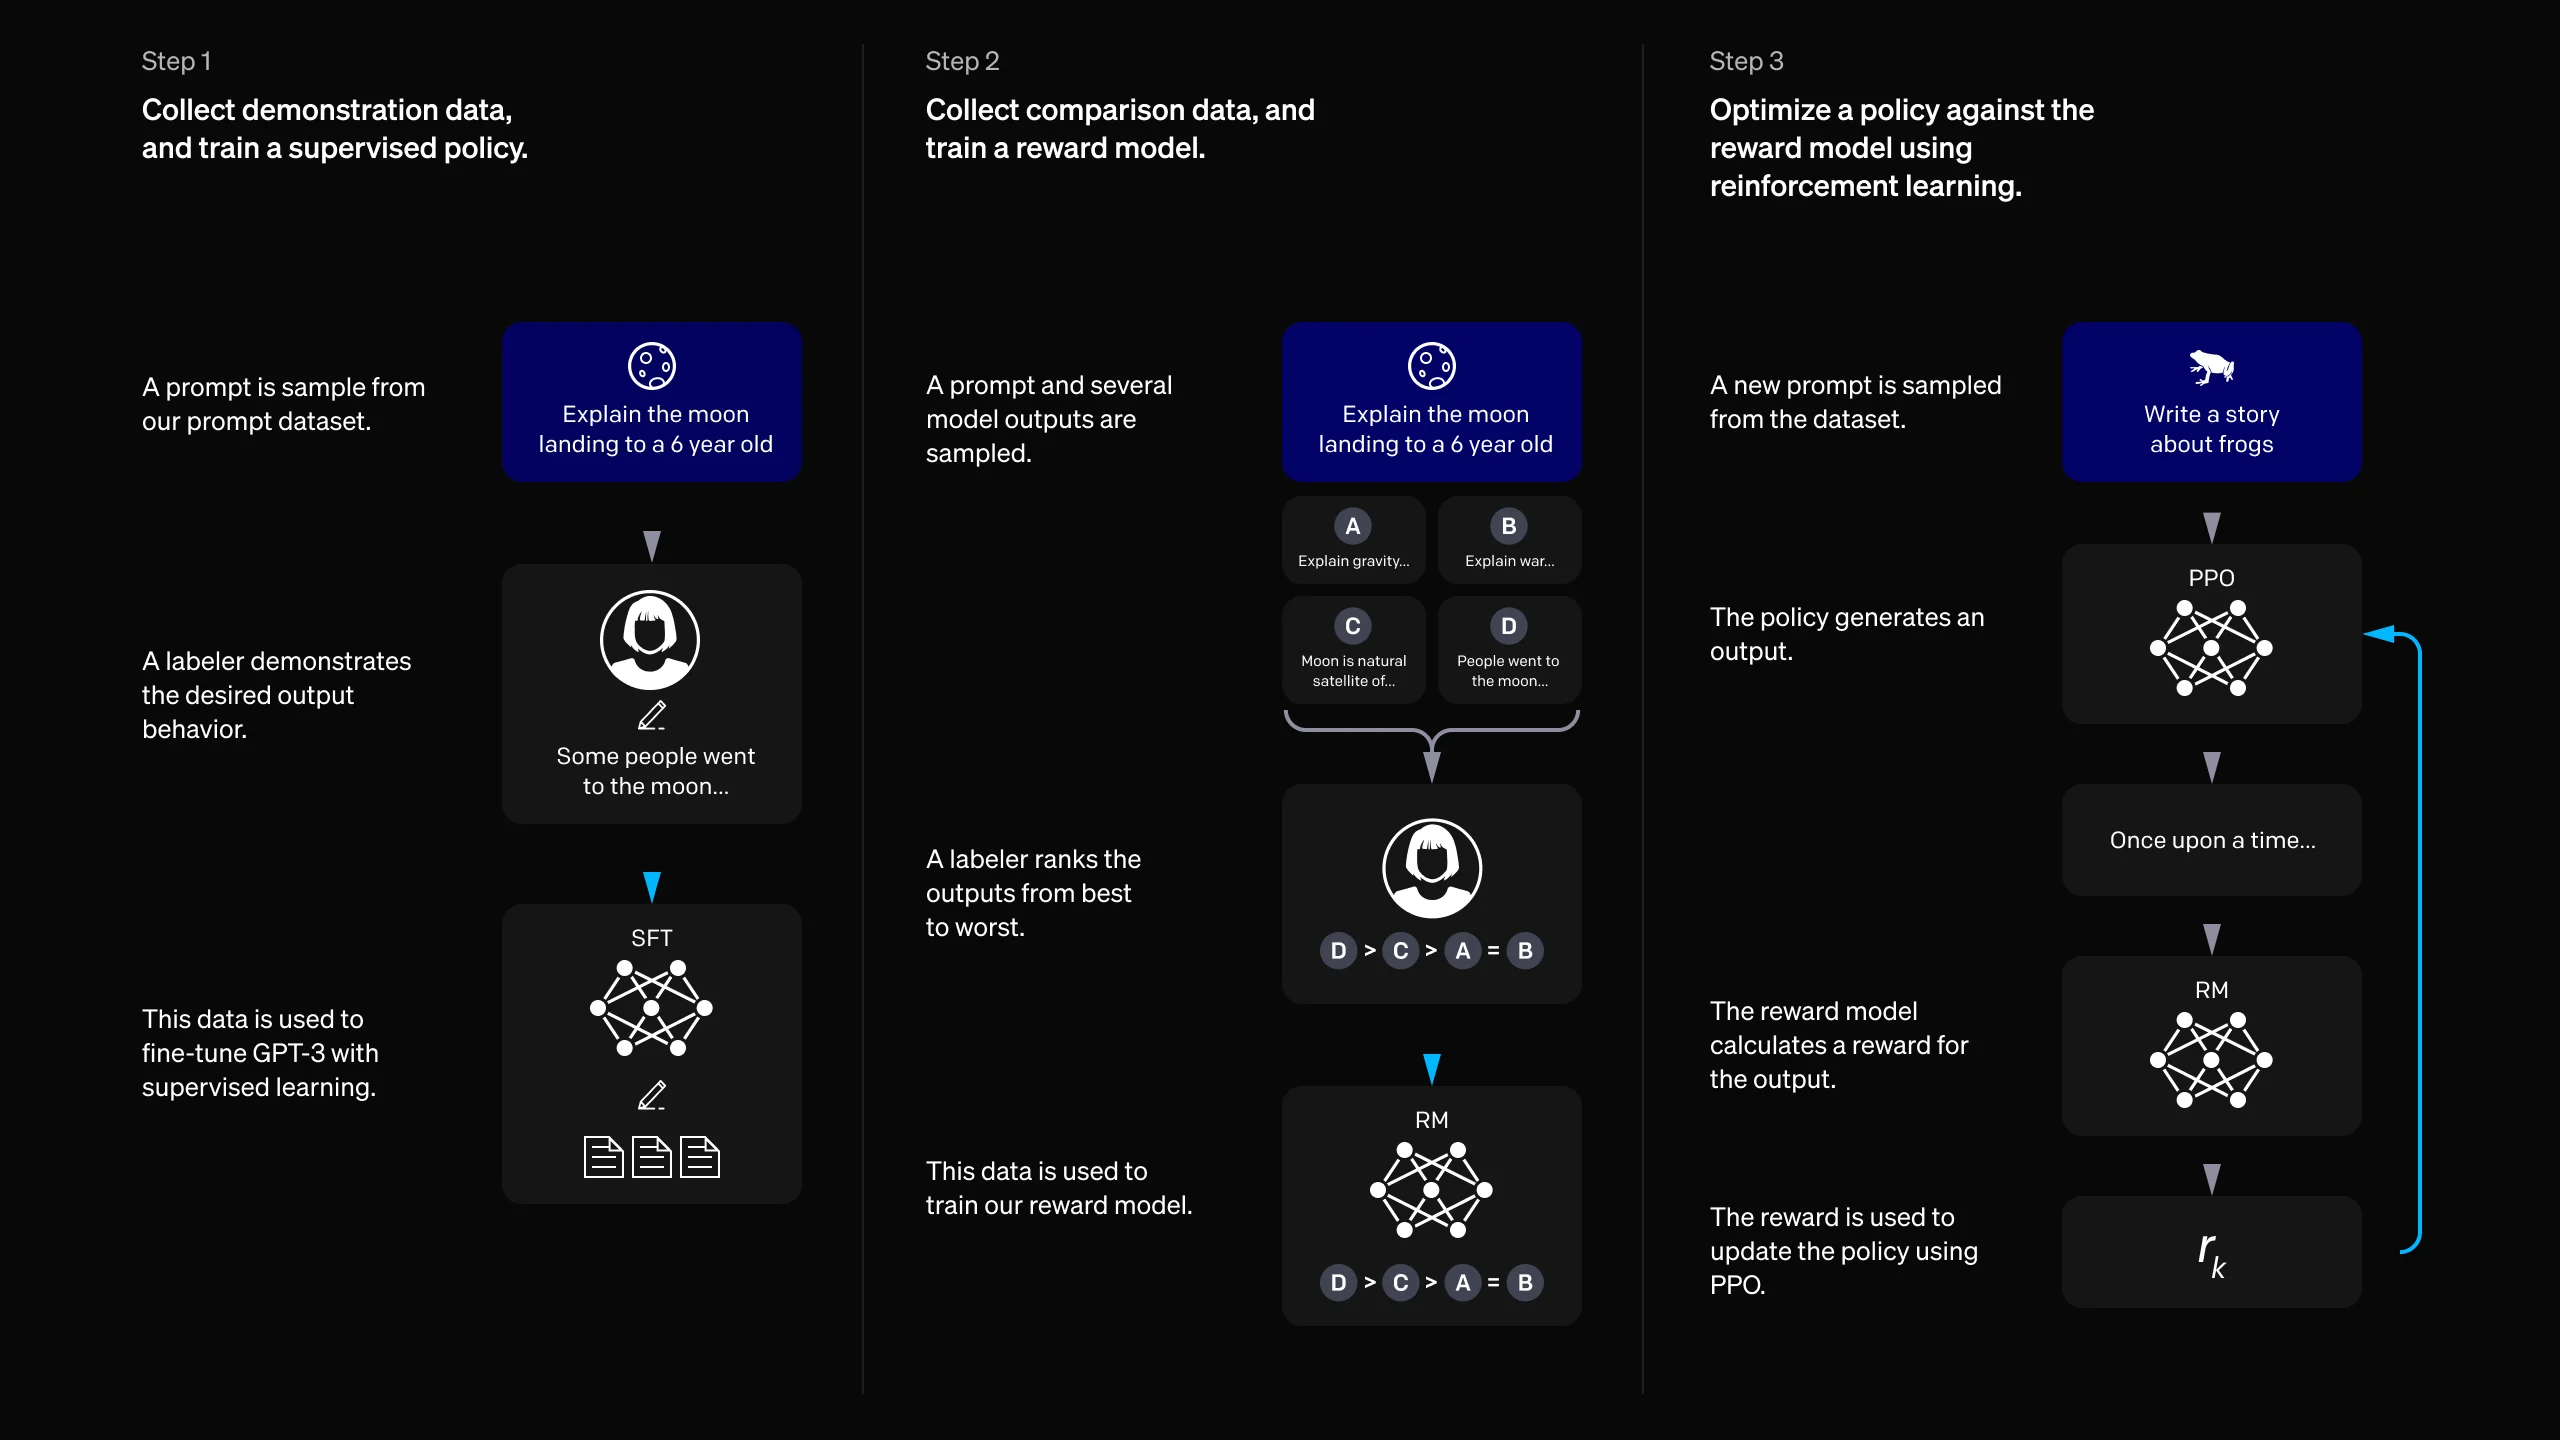 Step 1
Collect demonstration data,
and train a supervised policy.
A prompt is sample from
our prompt dataset.
Explain the moon
landing to a 6 year old
A labeler demonstrates
the desired output
behavior.
Some people went
to the moon...
This data is used to
fine-tune GPT-3 with
supervised learning.
SFT
Step 2
Collect comparison data, and
train a reward model.
A prompt and several
model outputs are
sampled.
Explain the moon
landing to a 6 year old
A
Explain gravity...
B
Explain war...
C
Moon is natural
satellite of...
D
People went to
the moon...
A labeler ranks the
outputs from best
to worst.
D > C > A = B
This data is used to
train our reward model.
RM
D > C > A = B
Step 3
Optimize a policy against the
reward model using
reinforcement learning.
A new prompt is sampled
from the dataset.
Write a story
about frogs
The policy generates an
output.
PPO
Once upon a time...
The reward model
calculates a reward for
the output.
RM
The reward is used to
update the policy using
PPO.
rk